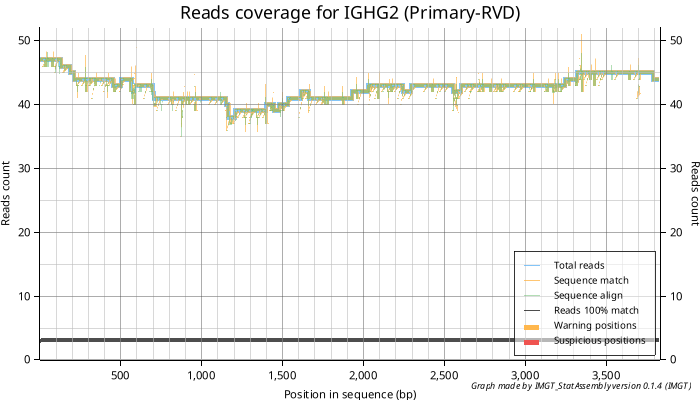 Reads coverage for IGHG2 (Primary-RVD)
50
40
30
20
10
0
Reads count
50
40
30
20
10
0
Reads count
500
1,000
1,500
2,000
2,500
3,000
3,500
Position in sequence (bp)
Total reads
Sequence match
Sequence align
Reads 100% match
Warning positions
Suspicious positions
Graph made by IMGT_StatAssembly version 0.1.4 (IMGT)